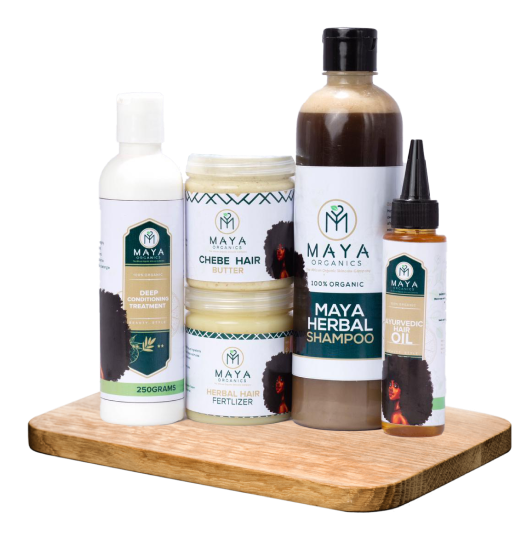 MAYA
ORGANICS
DEEP
CONDITIONING
TREATMENT
250GRAMS
MAYA
ORGANICS
CHEBE HAIR
BUTTER
MAYA
ORGANICS
HERBAL HAIR
FERTLIZER
MAYA
ORGANICS
100% ORGANIC
MAYA
HERBAL
SHAMPOO
MAYA
ORGANICS
AYURVEDIC
HAIR
OIL